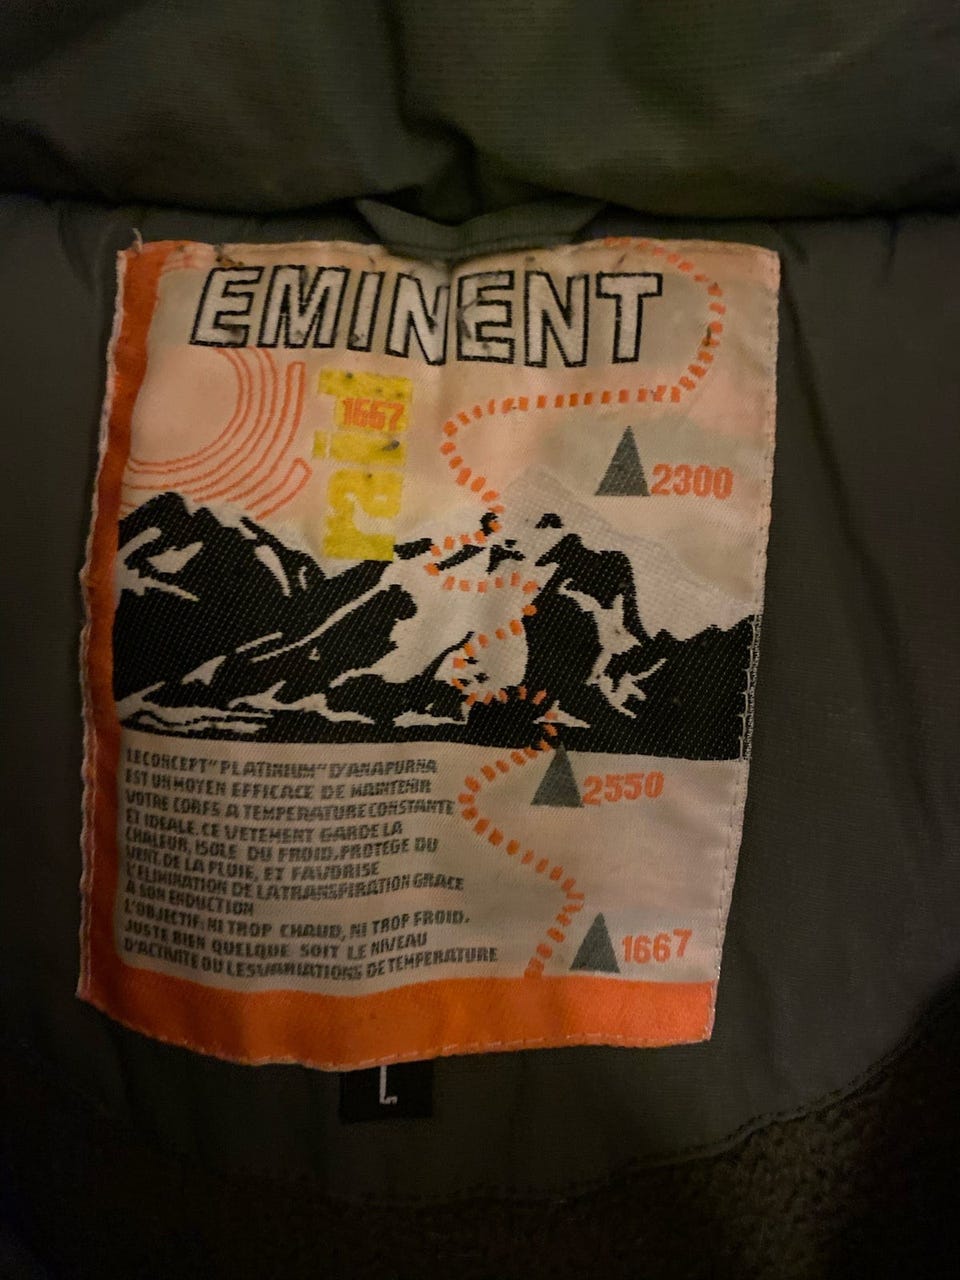 EMINENT
1667
2300
LE CONCEPT "PLATINIUM" D'ANAPURNA
EST UN MOYEN EFFICACE DE MAINTENIR
VOTRE CORPS A TEMPERATURE CONSTANTE
ET IDEALE. CE VETEMENT GARDE LA
CHALEUR, ISOLE DU FROID, PROTEGE DU
VENT, DE LA PLUIE, ET FAVORISE
L'ELIMINATION DE LA TRANSPIRATION GRACE
A SON ENDUCTION
L'OBJECTIF: NI TROP CHAUD, NI TROP FROID.
JUSTE BIEN QUELQUE SOIT LE NIVEAU
D'ACTIVITE OU LES VARIATIONS DE TEMPERATURE
2550
1667
L